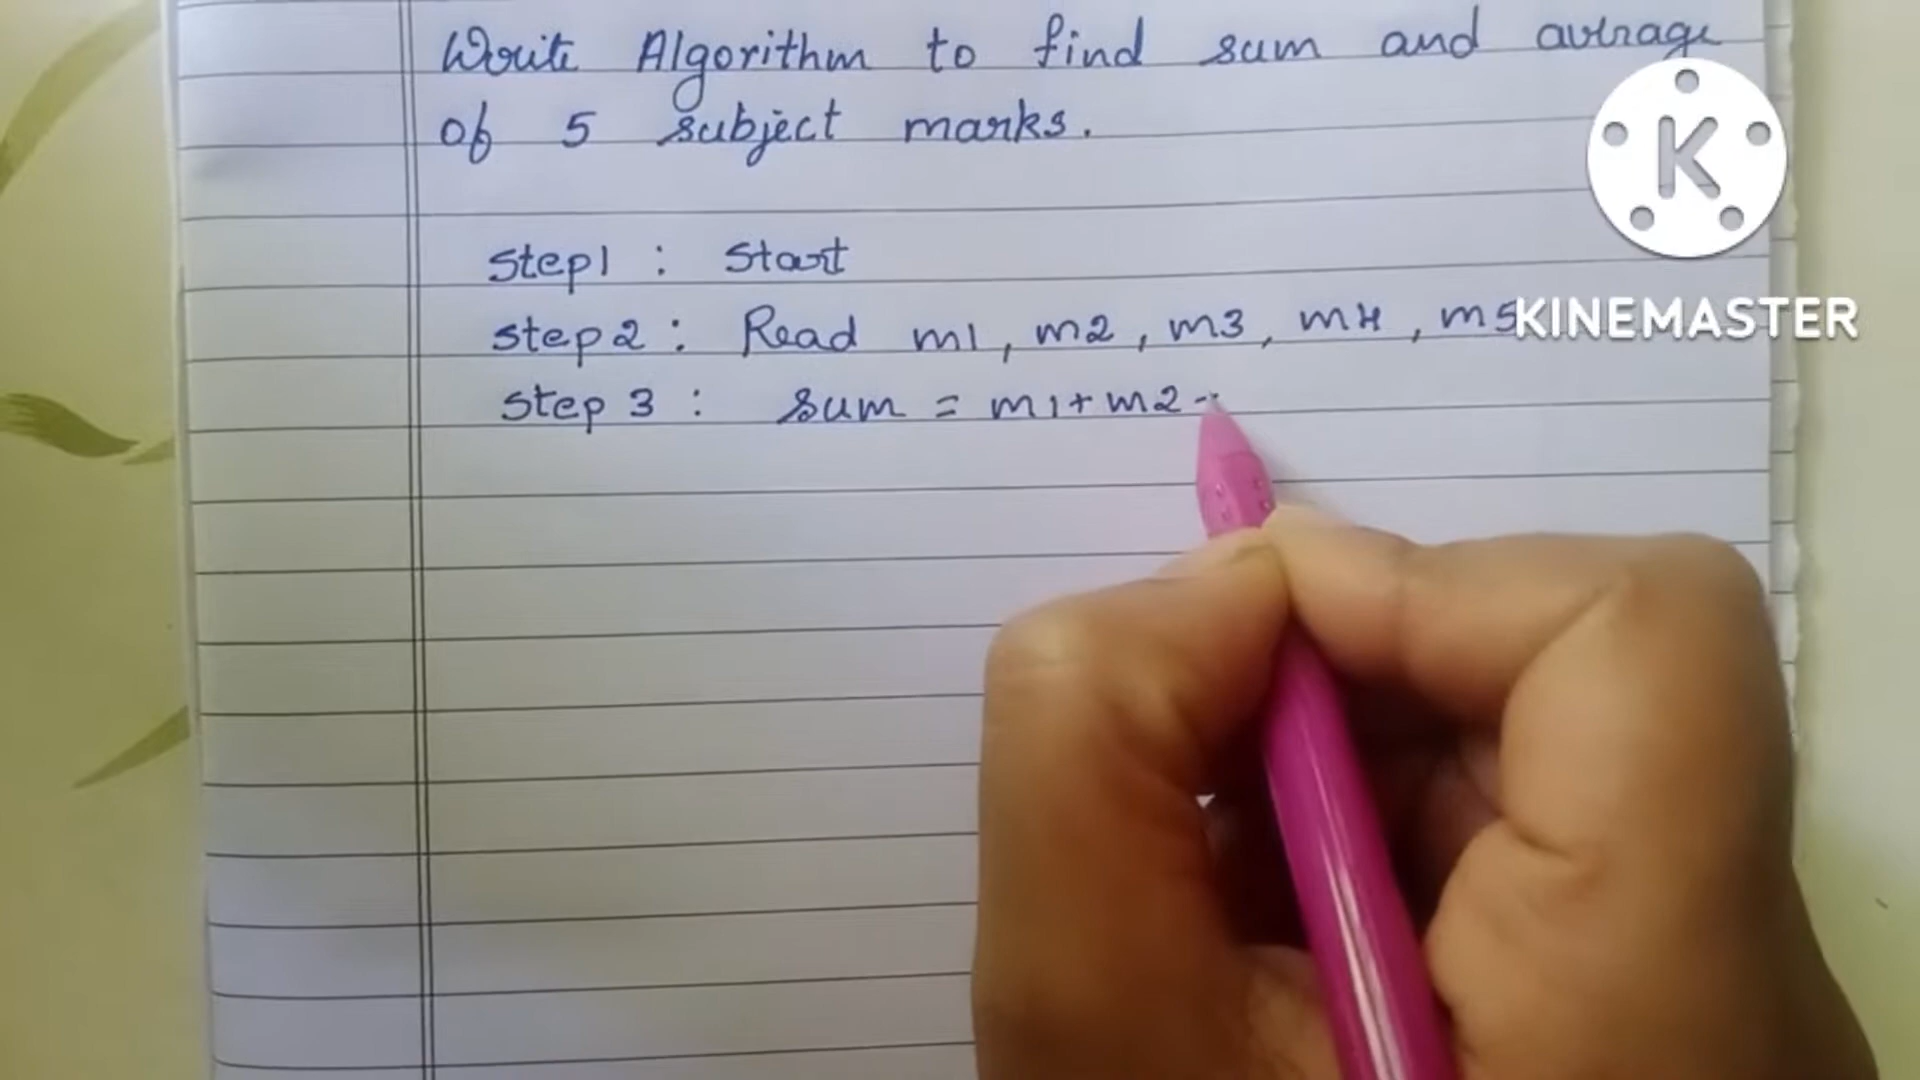 Write Algorithm to find sum and average
of 5 subject marks.
K
KINEMASTER
Step1 : Start
Step2 : Read m1, m2, m3, m4, m5
Step 3 : sum = m1+m2+